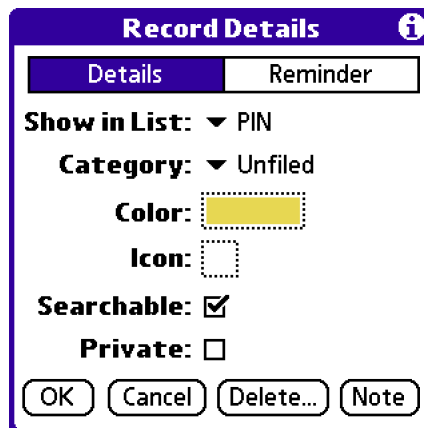 Record Details
Details Reminder
Show in List: PIN
Category: Unfiled
Color:
Icon:
Searchable:
Private:
OK Cancel Delete... Note